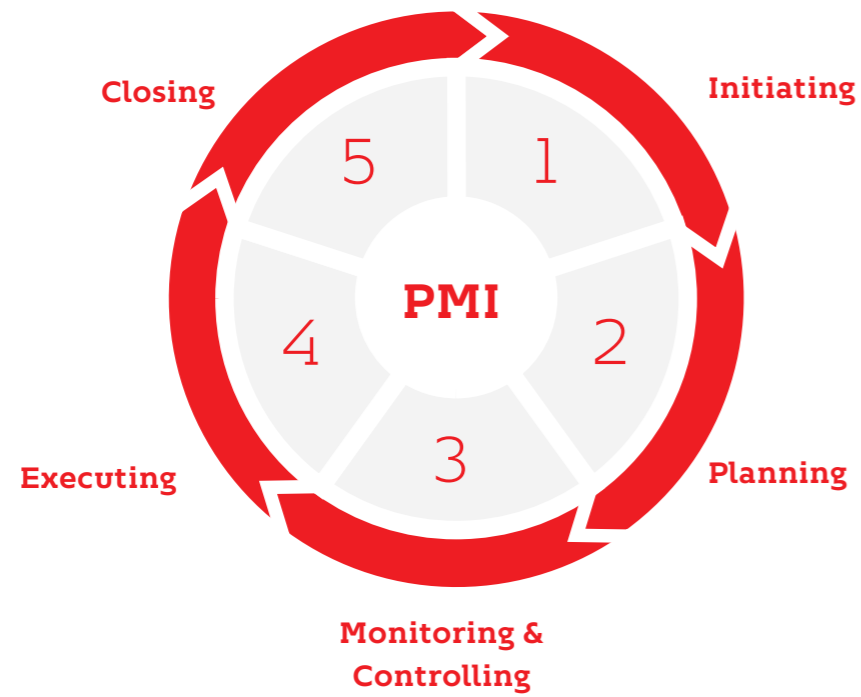 Closing
Initiating
5
1
PMI
4
2
3
Executing
Planning
Monitoring &
Controlling